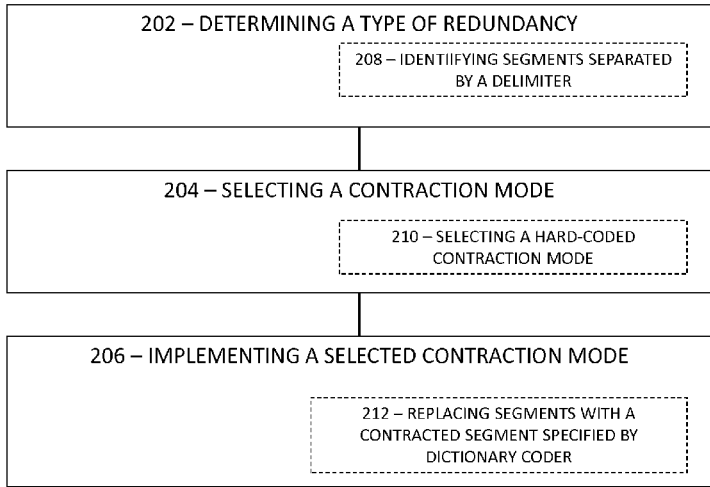 202 – DETERMINING A TYPE OF REDUNDANCY
208 – IDENTIIFYING SEGMENTS SEPARATED
BY A DELIMITER
204 – SELECTING A CONTRACTION MODE
210 – SELECTING A HARD-CODED
CONTRACTION MODE
206 – IMPLEMENTING A SELECTED CONTRACTION MODE
212 – REPLACING SEGMENTS WITH A
CONTRACTED SEGMENT SPECIFIED BY
DICTIONARY CODER